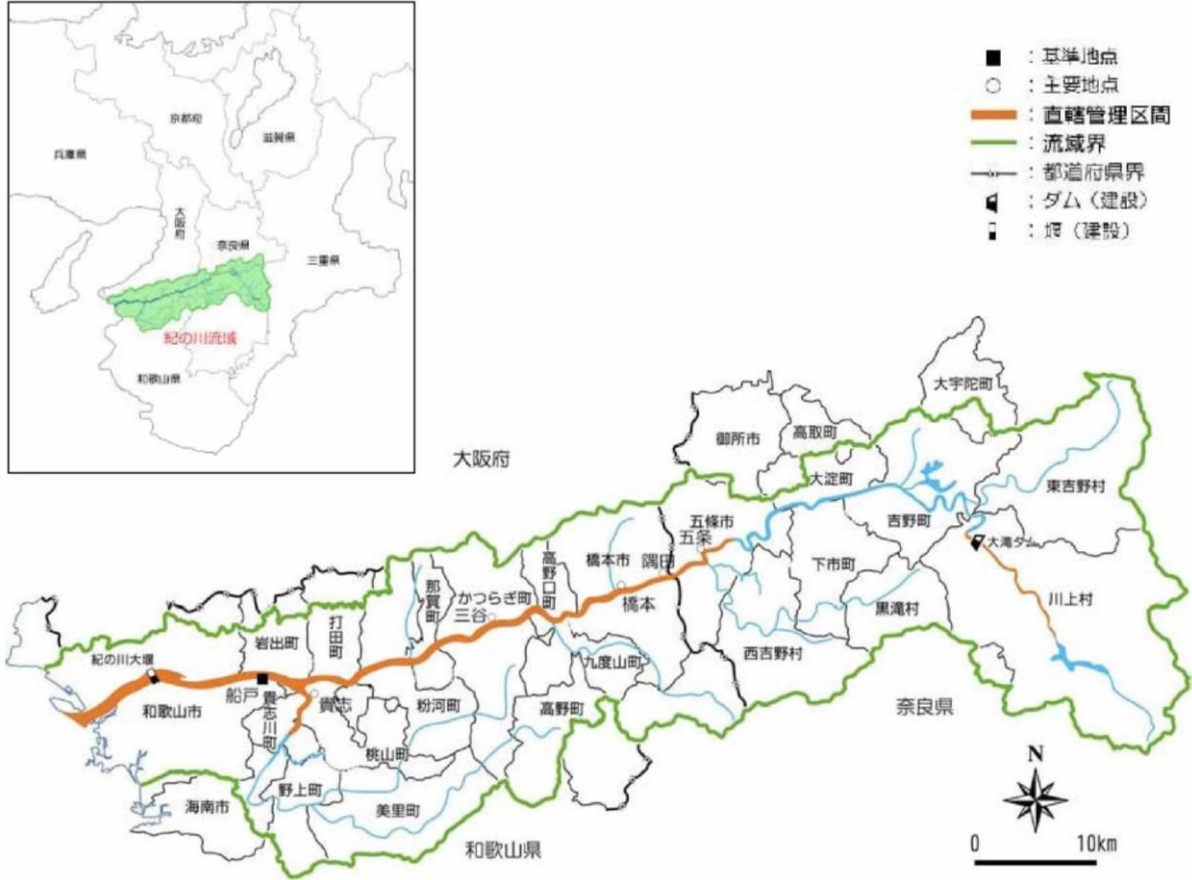 京都府
滋賀県
兵庫県
大阪府
奈良県
三重県
紀の川流域
和歌山県
■ : 基準地点
○ : 主要地点
: 直轄管理区間
: 流域界
: 都道府県界
: ダム(建設)
: 堰(建設)
大阪府
大宇陀町
御所市
高取町
大淀町
東吉野村
五條市
五条
吉野町
大滝ダム
橋本市
隅田
下市町
高野口町
那賀町
かつらぎ町
三谷
橋本
黒滝村
川上村
打田町
岩出町
西吉野村
九度山町
紀の川大堰
船戸
貴志
粉河町
高野町
奈良県
和歌山市
貴志川町
桃山町
野上町
美里町
海南市
和歌山県
N
0 10km